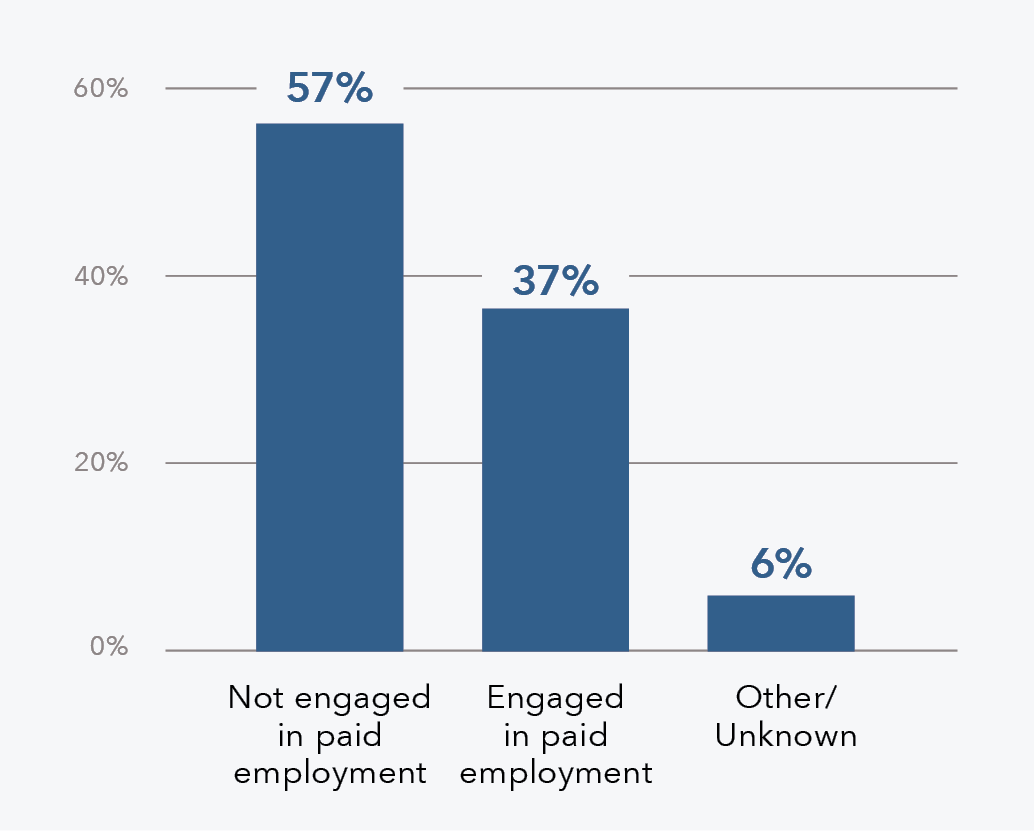 60%
57%
40%
37%
20%
6%
0%
Not engaged
in paid
employment
Engaged
in paid
employment
Other/
Unknown